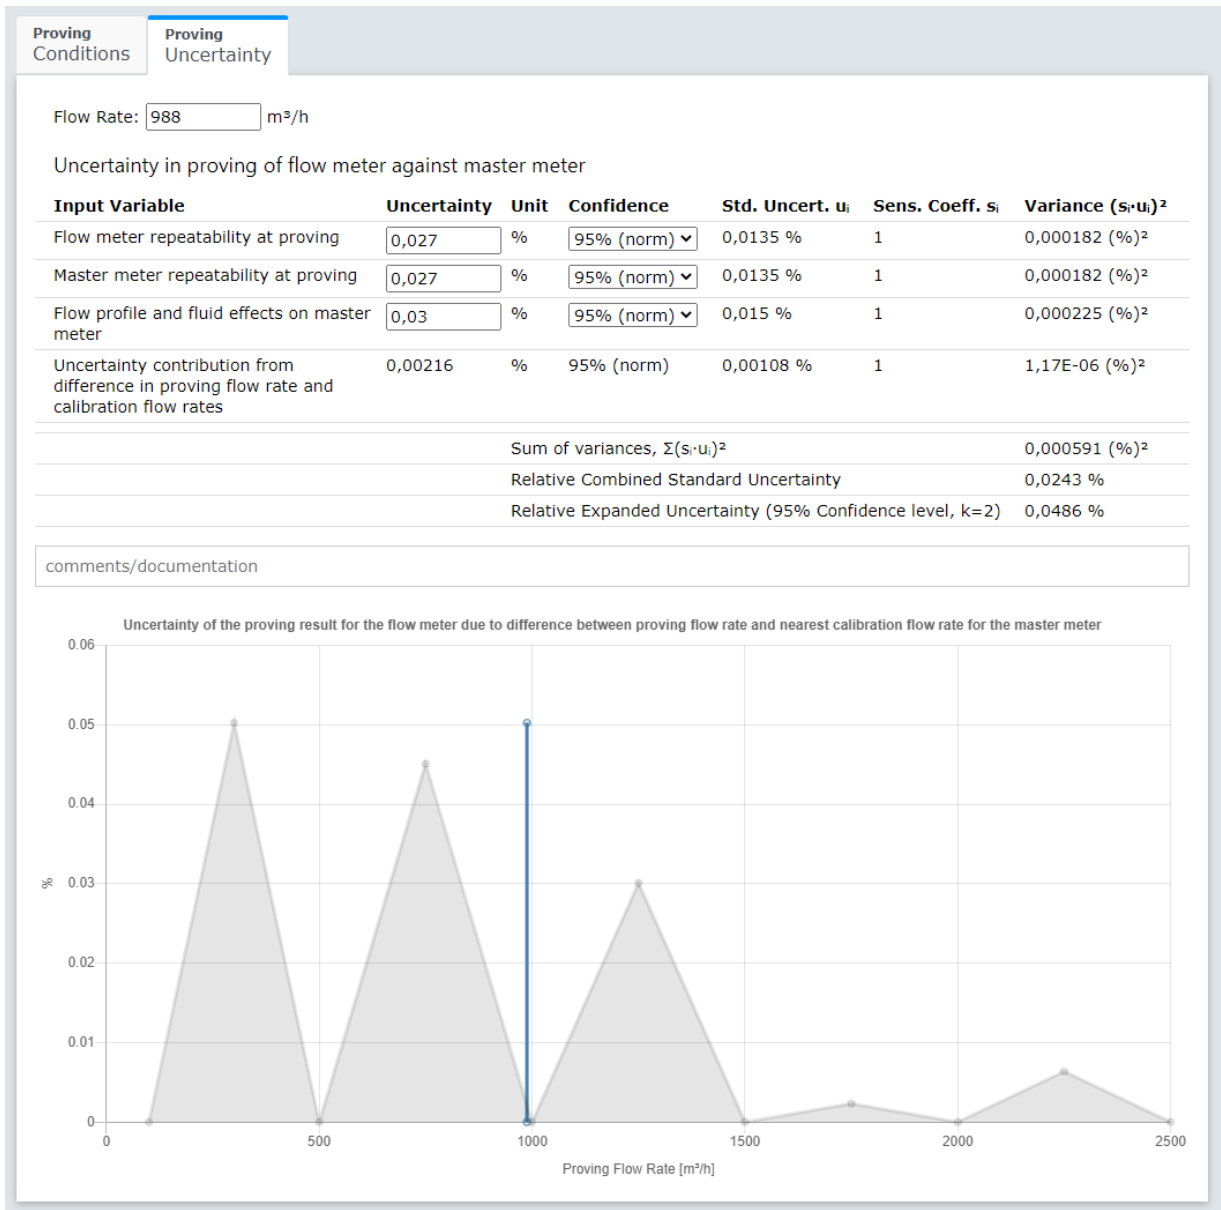 Proving
Conditions
Proving
Uncertainty
Flow Rate: 988 m³/h
Uncertainty in proving of flow meter against master meter
Input Variable Uncertainty Unit Confidence Std. Uncert. uᵢ Sens. Coeff. sᵢ Variance (sᵢ·uᵢ)²
Flow meter repeatability at proving 0,027 % 95% (norm) 0,0135 % 1 0,000182 (%)²
Master meter repeatability at proving 0,027 % 95% (norm) 0,0135 % 1 0,000182 (%)²
Flow profile and fluid effects on master 0,03 % 95% (norm) 0,015 % 1 0,000225 (%)²
meter
Uncertainty contribution from 0,00216 % 95% (norm) 0,00108 % 1 1,17E-06 (%)²
difference in proving flow rate and
calibration flow rates
Sum of variances, Σ(sᵢ·uᵢ)² 0,000591 (%)²
Relative Combined Standard Uncertainty 0,0243 %
Relative Expanded Uncertainty (95% Confidence level, k=2) 0,0486 %
comments/documentation
Uncertainty of the proving result for the flow meter due to difference between proving flow rate and nearest calibration flow rate for the master meter
0.06
0.05
0.04
0.03
%
0.02
0.01
0
0 500 1000 1500 2000 2500
Proving Flow Rate [m³/h]